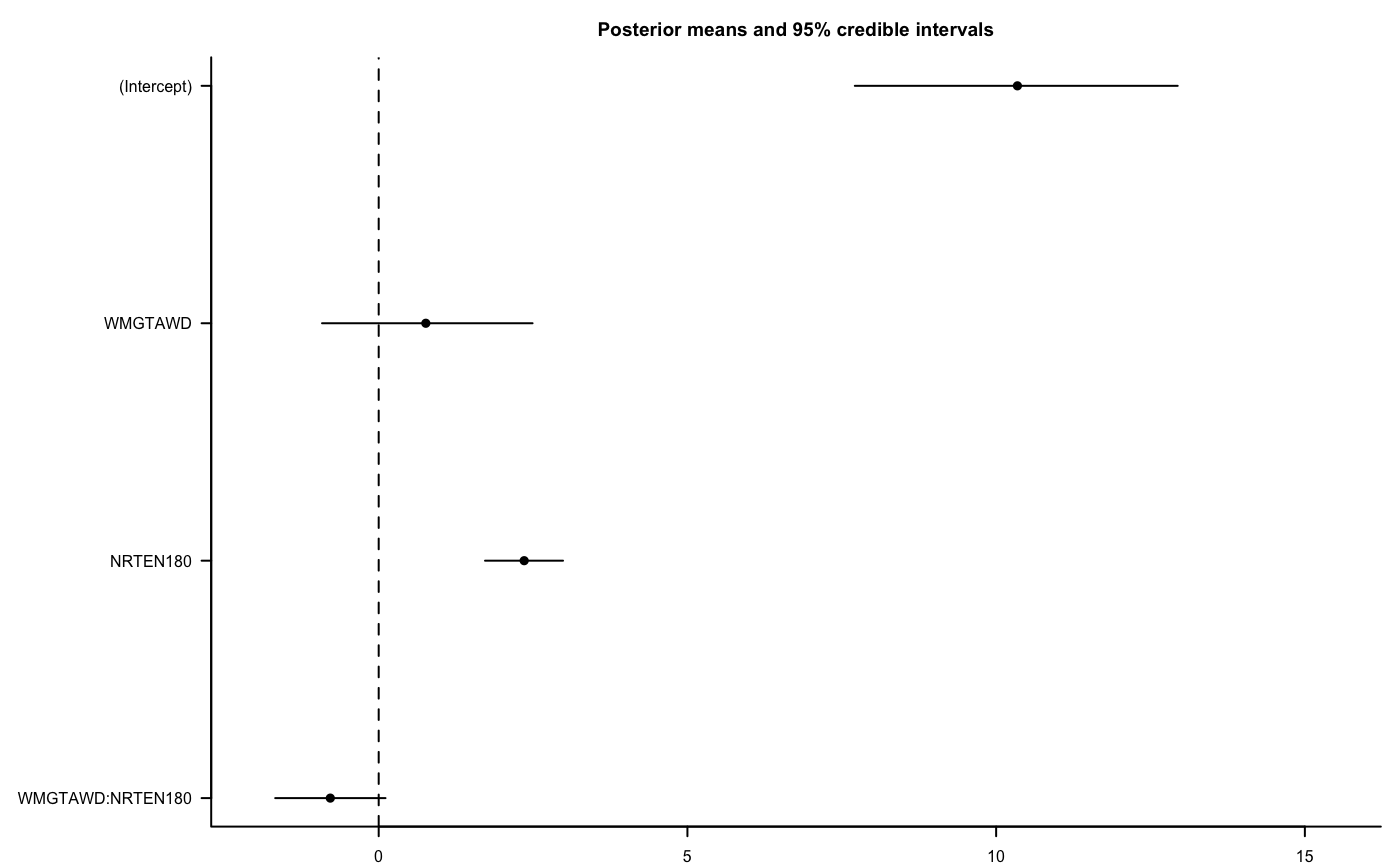 Posterior means and 95% credible intervals
(Intercept)
WMGTAWD
NRTEN180
WMGTAWD:NRTEN180
0 5 10 15